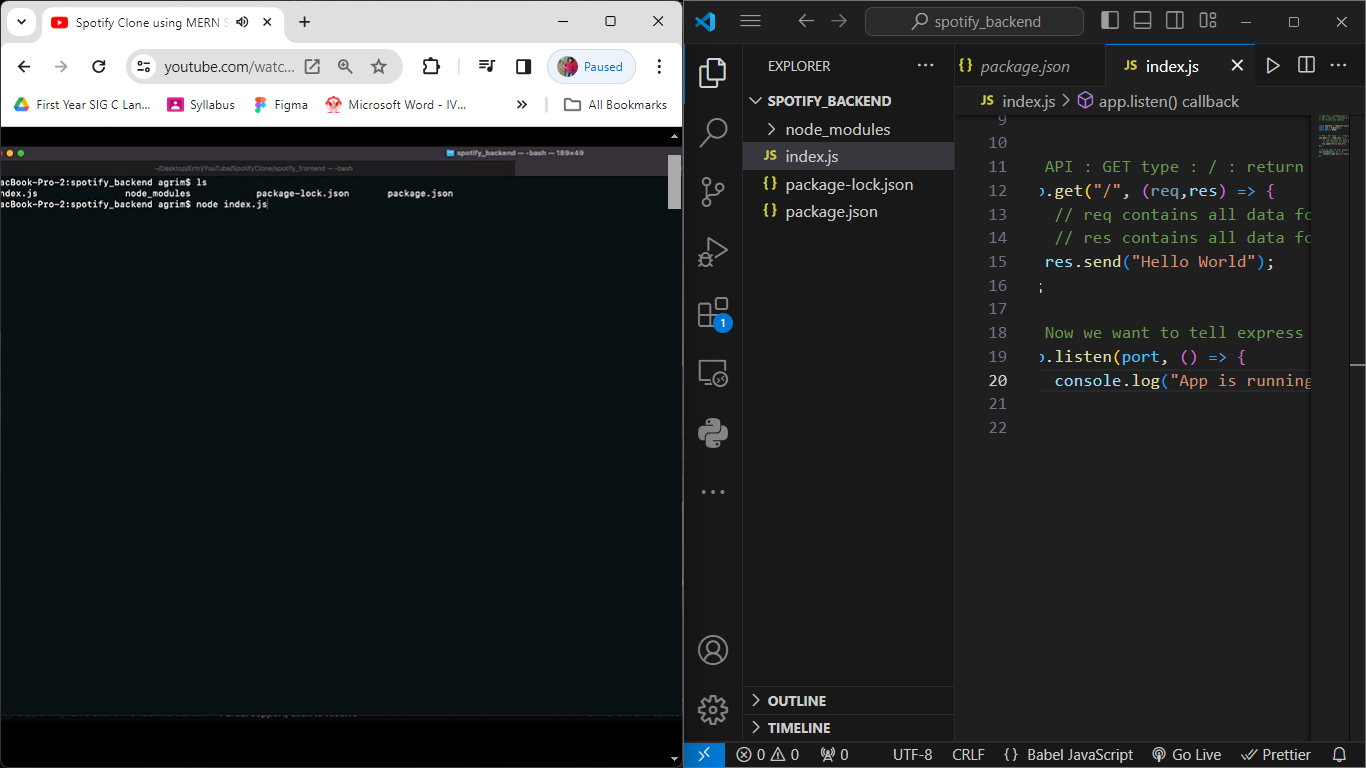 Spotify Clone using MERN S
youtube.com/watc...
Paused
First Year SIG C Lan...
Syllabus
Figma
Microsoft Word - IV...
»
All Bookmarks
spotify_backend — -bash — 189×49
~/Desktop/Entri/YouTube/SpotifyClone/spotify_frontend — -bash
acBook-Pro-2:spotify_backend agrim$ ls
ndex.js node_modules package-lock.json package.json
acBook-Pro-2:spotify_backend agrim$ node index.js
spotify_backend
EXPLORER
SPOTIFY_BACKEND
node_modules
JS index.js
{} package-lock.json
{} package.json
1
OUTLINE
TIMELINE
{} package.json
JS index.js
JS index.js > app.listen() callback
9
10
11 API : GET type : / : return
12 p.get("/", (req,res) => {
13 // req contains all data fo
14 // res contains all data fo
15 res.send("Hello World");
16 ;
17
18 Now we want to tell express
19 p.listen(port, () => {
20 console.log("App is running
21
22
0 0 0 UTF-8 CRLF {} Babel JavaScript Go Live Prettier